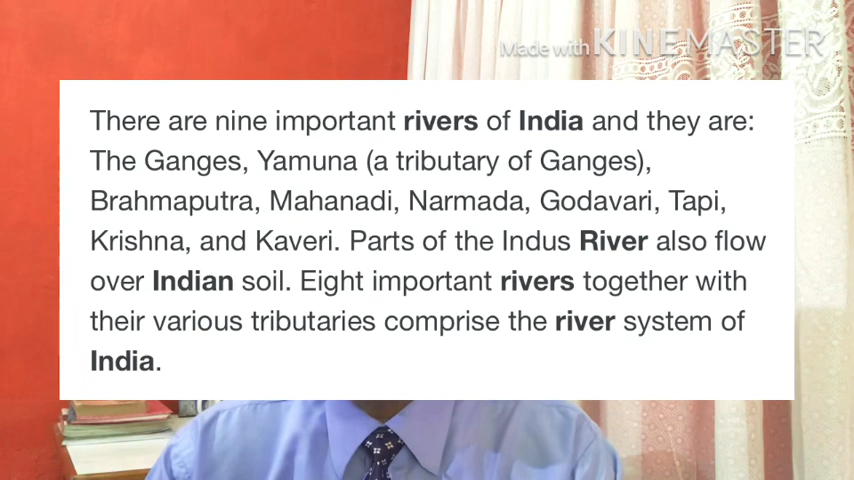 Made with KINEMASTER
There are nine important rivers of India and they are:
The Ganges, Yamuna (a tributary of Ganges),
Brahmaputra, Mahanadi, Narmada, Godavari, Tapi,
Krishna, and Kaveri. Parts of the Indus River also flow
over Indian soil. Eight important rivers together with
their various tributaries comprise the river system of
India.